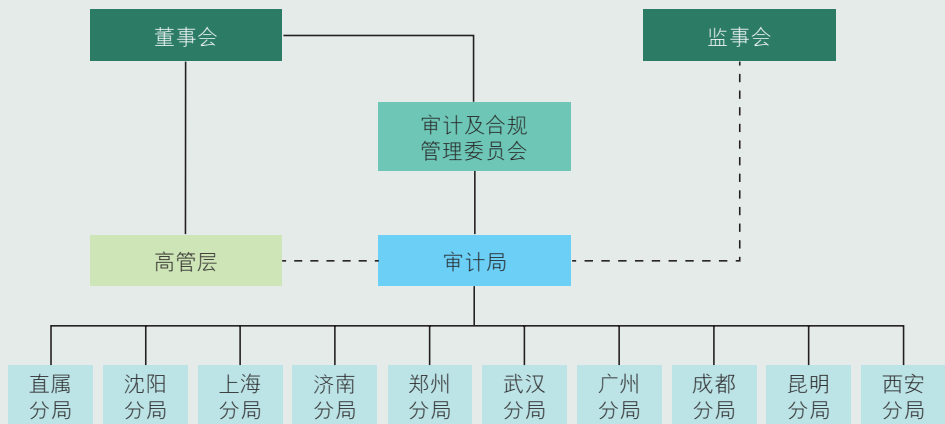 董事会
监事会
审计及合规
管理委员会
高管层
审计局
直属
分局
沈阳
分局
上海
分局
济南
分局
郑州
分局
武汉
分局
广州
分局
成都
分局
昆明
分局
西安
分局